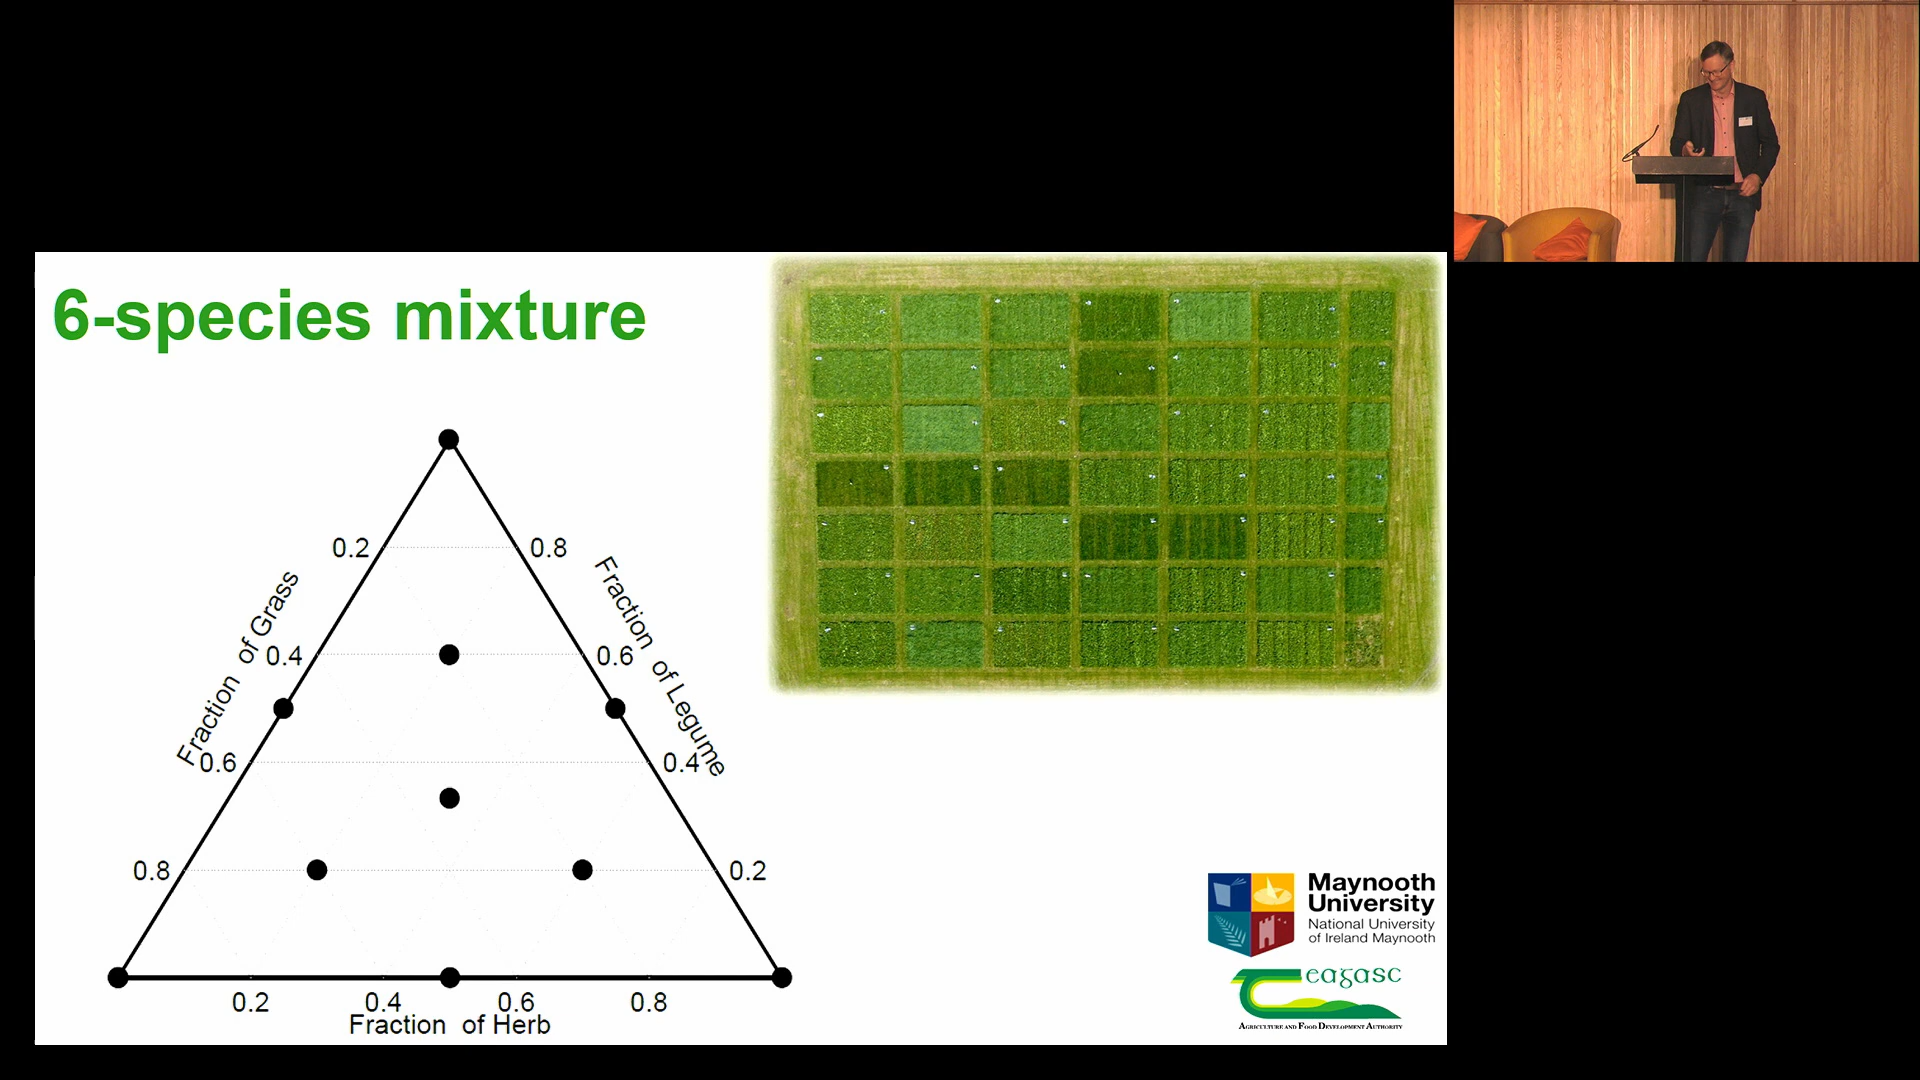 6-species mixture
0.2
0.8
Fraction of Grass
Fraction of Legume
0.4
0.6
0.6
0.4
0.8
0.2
0.2
0.4
0.6
0.8
Fraction of Herb
Maynooth
University
National University
of Ireland Maynooth
eagasc
AGRICULTURE AND FOOD DEVELOPMENT AUTHORITY